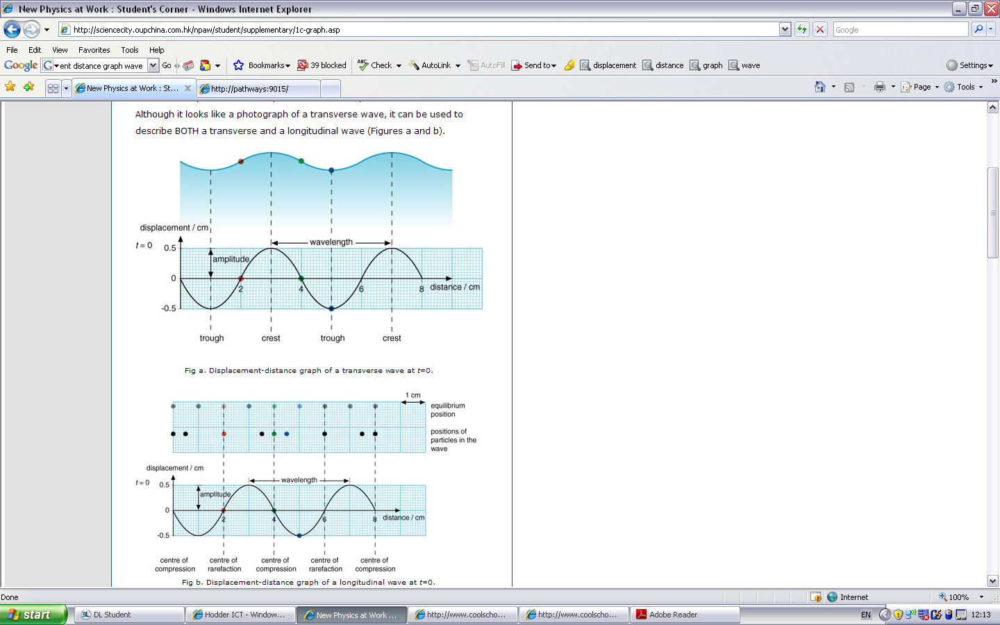 New Physics at Work : Student's Corner - Windows Internet Explorer
http://sciencecity.oupchina.com.hk/npaw/student/supplementary/1c-graph.asp
Google
File Edit View Favorites Tools Help
Google
ent distance graph wave Go Bookmarks 39 blocked ABC Check AutoLink AutoFill Send to displacement distance graph wave Settings
New Physics at Work : St... http://pathways:9015/ Page Tools
Although it looks like a photograph of a transverse wave, it can be used to
describe BOTH a transverse and a longitudinal wave (Figures a and b).
displacement / cm
t = 0 0.5 wavelength
amplitude
0
2 4 6 8 distance / cm
-0.5
trough crest trough crest
Fig a. Displacement-distance graph of a transverse wave at t=0.
1 cm
equilibrium
position
positions of
particles in the
wave
displacement / cm
t = 0 0.5 wavelength
amplitude
0
2 4 6 8 distance / cm
-0.5
centre of centre of centre of centre of centre of
compression rarefaction compression rarefaction compression
Fig b. Displacement-distance graph of a longitudinal wave at t=0.
Done Internet 100%
start DL Student Hodder ICT - Window... New Physics at Work ... http://www.coolscho... http://www.coolscho... Adobe Reader EN 12:13